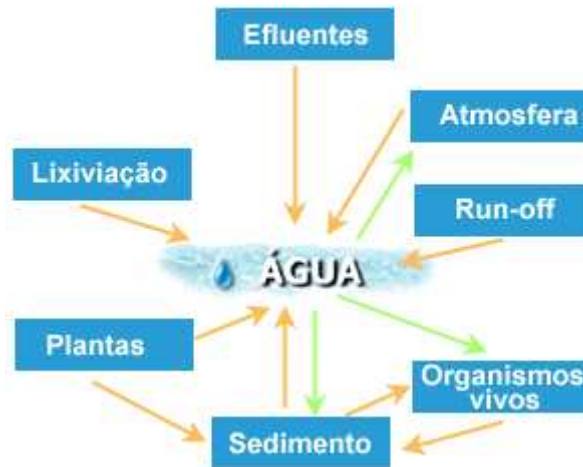 Efluentes
Atmosfera
Lixiviação
Run-off
ÁGUA
Plantas
Organismos
vivos
Sedimento